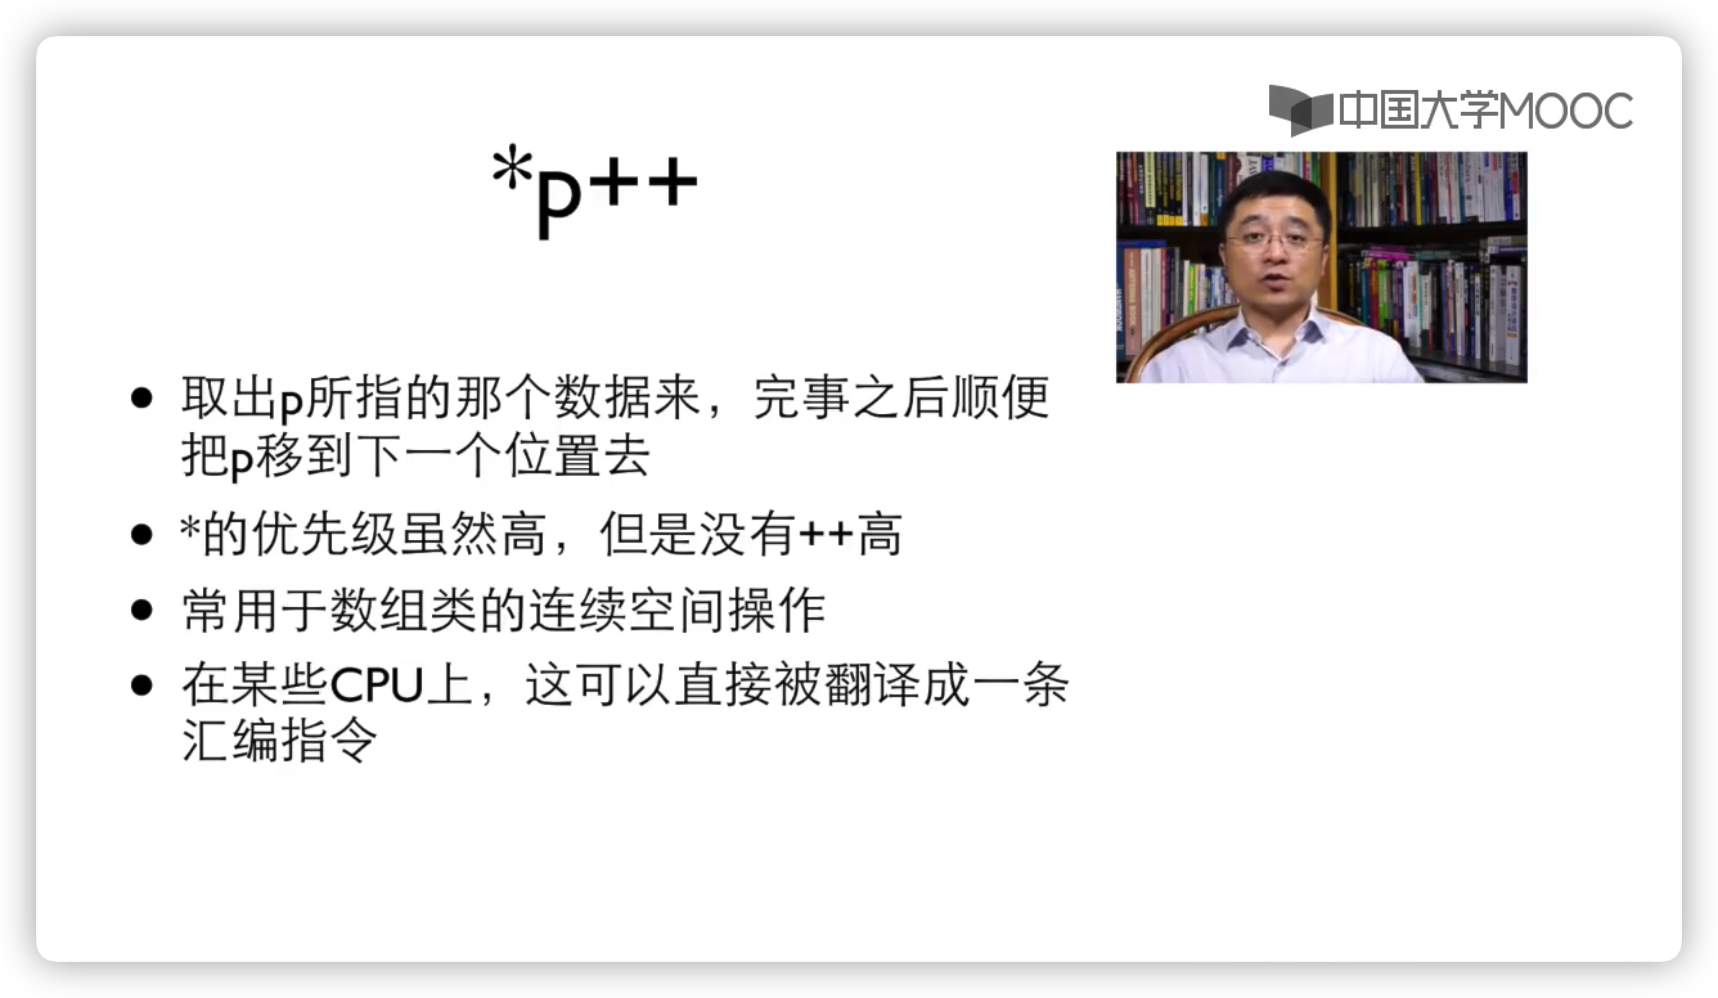 中国大学MOOC
*p++
取出p所指的那个数据来，完事之后顺便
把p移到下一个位置去
*的优先级虽然高，但是没有++高
常用于数组类的连续空间操作
在某些CPU上，这可以直接被翻译成一条
汇编指令